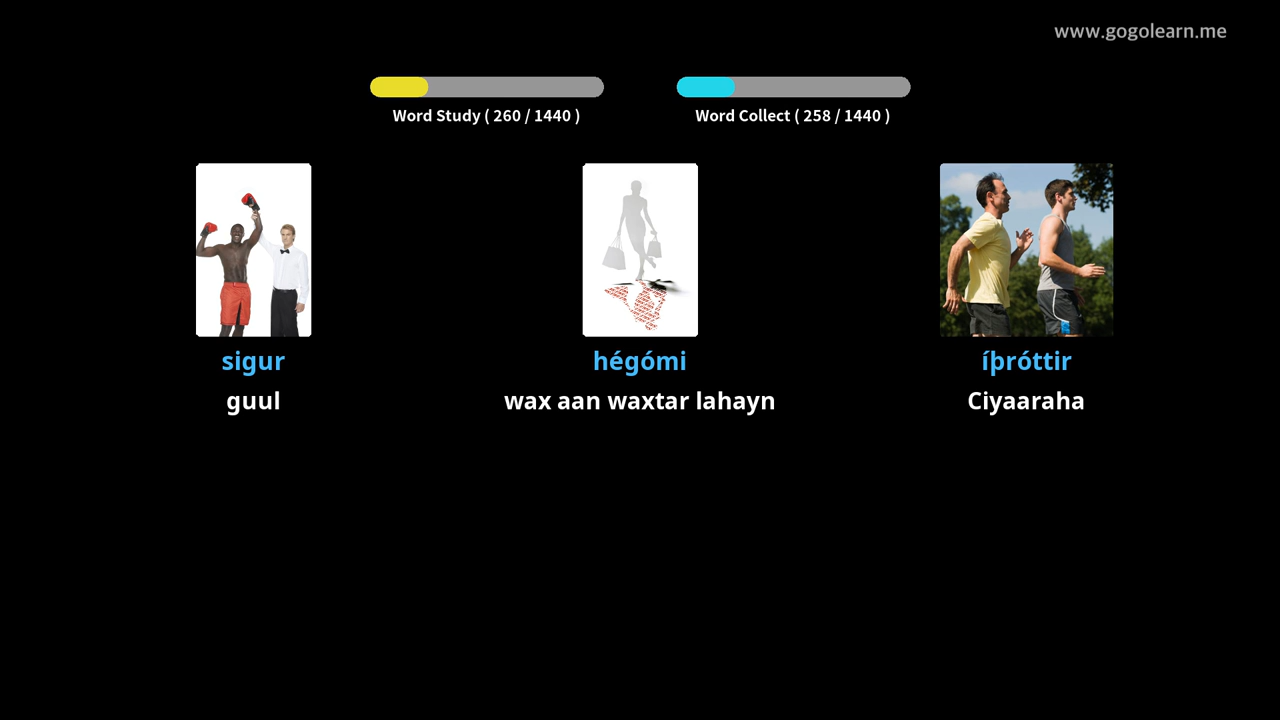 www.gogolearn.me
Word Study ( 260 / 1440 )
Word Collect ( 258 / 1440 )
sigur
hégómi
íþróttir
guul
wax aan waxtar lahayn
Ciyaaraha